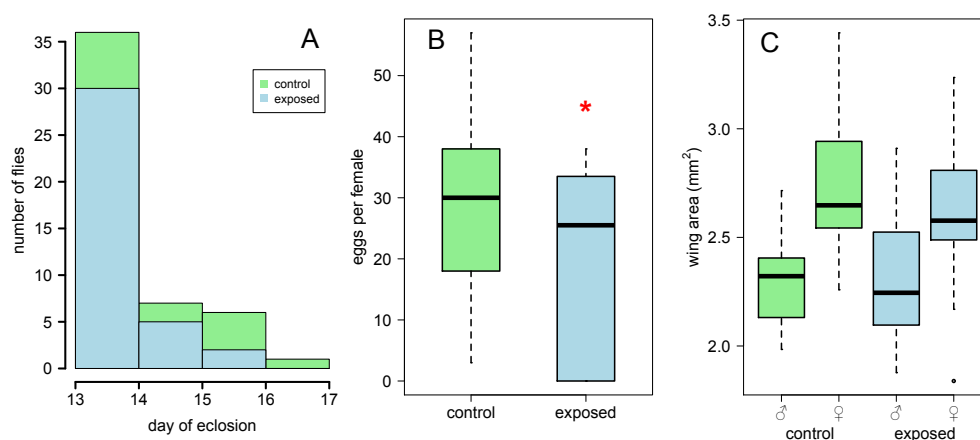 A
number of flies
35
30
25
20
15
10
5
0
13 14 15 16 17
day of eclosion
control
exposed
B
eggs per female
50
40
30
20
10
0
*
control exposed
C
wing area (mm²)
3.5
3.0
2.5
2.0
♂ ♀ ♂ ♀
control exposed